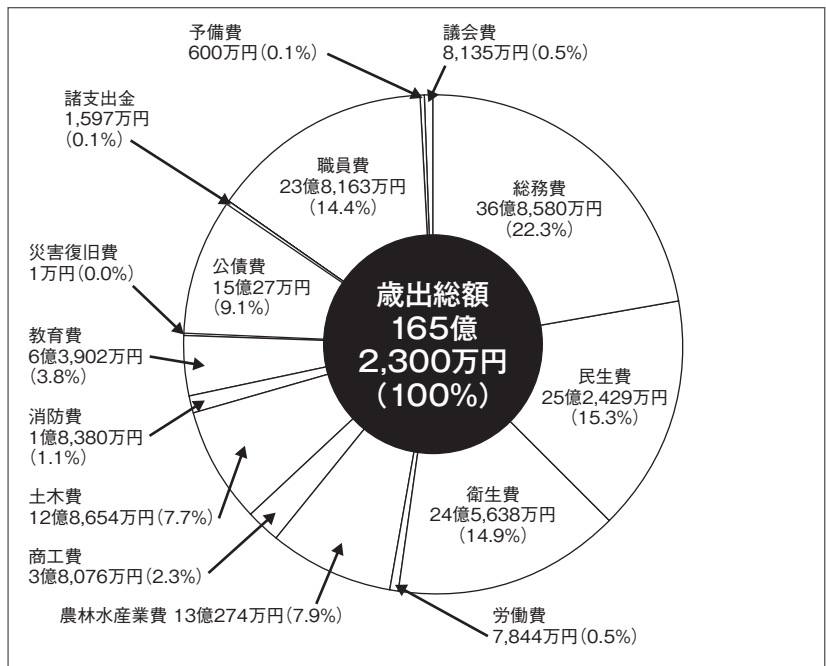 予備費
600万円(0.1%)
議会費
8,135万円(0.5%)
諸支出金
1,597万円
(0.1%)
職員費
23億8,163万円
(14.4%)
総務費
36億8,580万円
(22.3%)
災害復旧費
1万円(0.0%)
公債費
15億27万円
(9.1%)
歳出総額
165億
2,300万円
(100%)
教育費
6億3,902万円
(3.8%)
民生費
25億2,429万円
(15.3%)
消防費
1億8,380万円
(1.1%)
土木費
12億8,654万円(7.7%)
衛生費
24億5,638万円
(14.9%)
商工費
3億8,076万円(2.3%)
農林水産業費 13億274万円(7.9%)
労働費
7,844万円(0.5%)